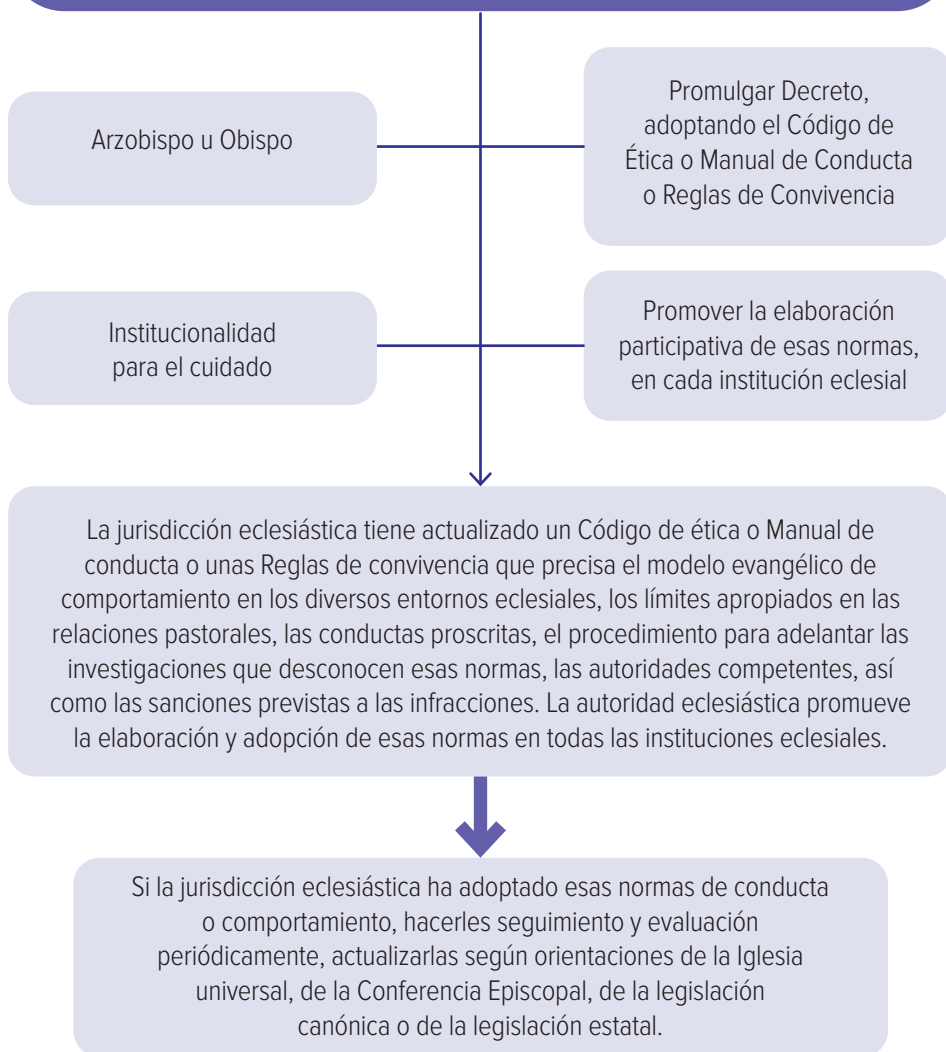 Arzobispo u Obispo
Promulgar Decreto,
adoptando el Código de
Ética o Manual de Conducta
o Reglas de Convivencia
Institucionalidad
para el cuidado
Promover la elaboración
participativa de esas normas,
en cada institución eclesial
La jurisdicción eclesiástica tiene actualizado un Código de ética o Manual de
conducta o unas Reglas de convivencia que precisa el modelo evangélico de
comportamiento en los diversos entornos eclesiales, los límites apropiados en las
relaciones pastorales, las conductas proscritas, el procedimiento para adelantar las
investigaciones que desconocen esas normas, las autoridades competentes, así
como las sanciones previstas a las infracciones. La autoridad eclesiástica promueve
la elaboración y adopción de esas normas en todas las instituciones eclesiales.
Si la jurisdicción eclesiástica ha adoptado esas normas de conducta
o comportamiento, hacerles seguimiento y evaluación
periódicamente, actualizarlas según orientaciones de la Iglesia
universal, de la Conferencia Episcopal, de la legislación
canónica o de la legislación estatal.